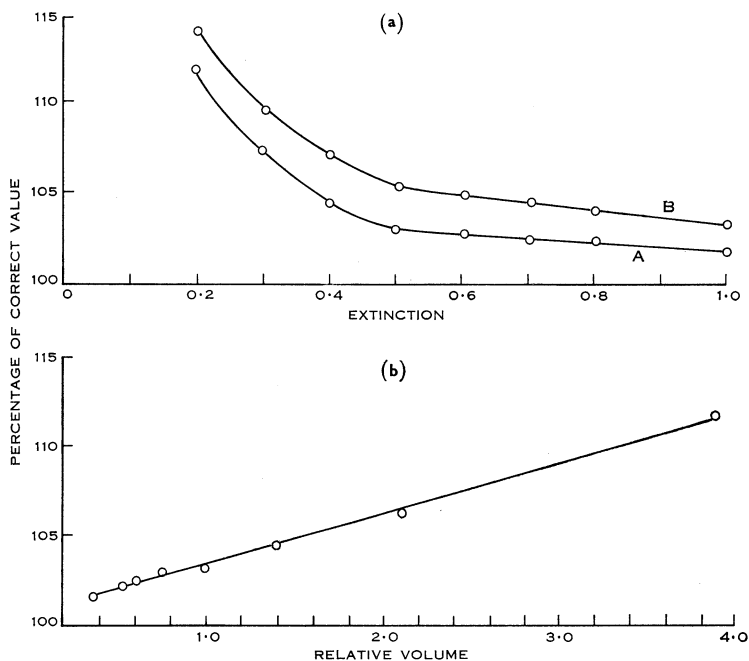 (a)
115
110
105
100
B
A
0
0·2
0·4
0·6
0·8
1·0
EXTINCTION
PERCENTAGE OF CORRECT VALUE
(b)
115
110
105
100
1·0
2·0
3·0
4·0
RELATIVE VOLUME